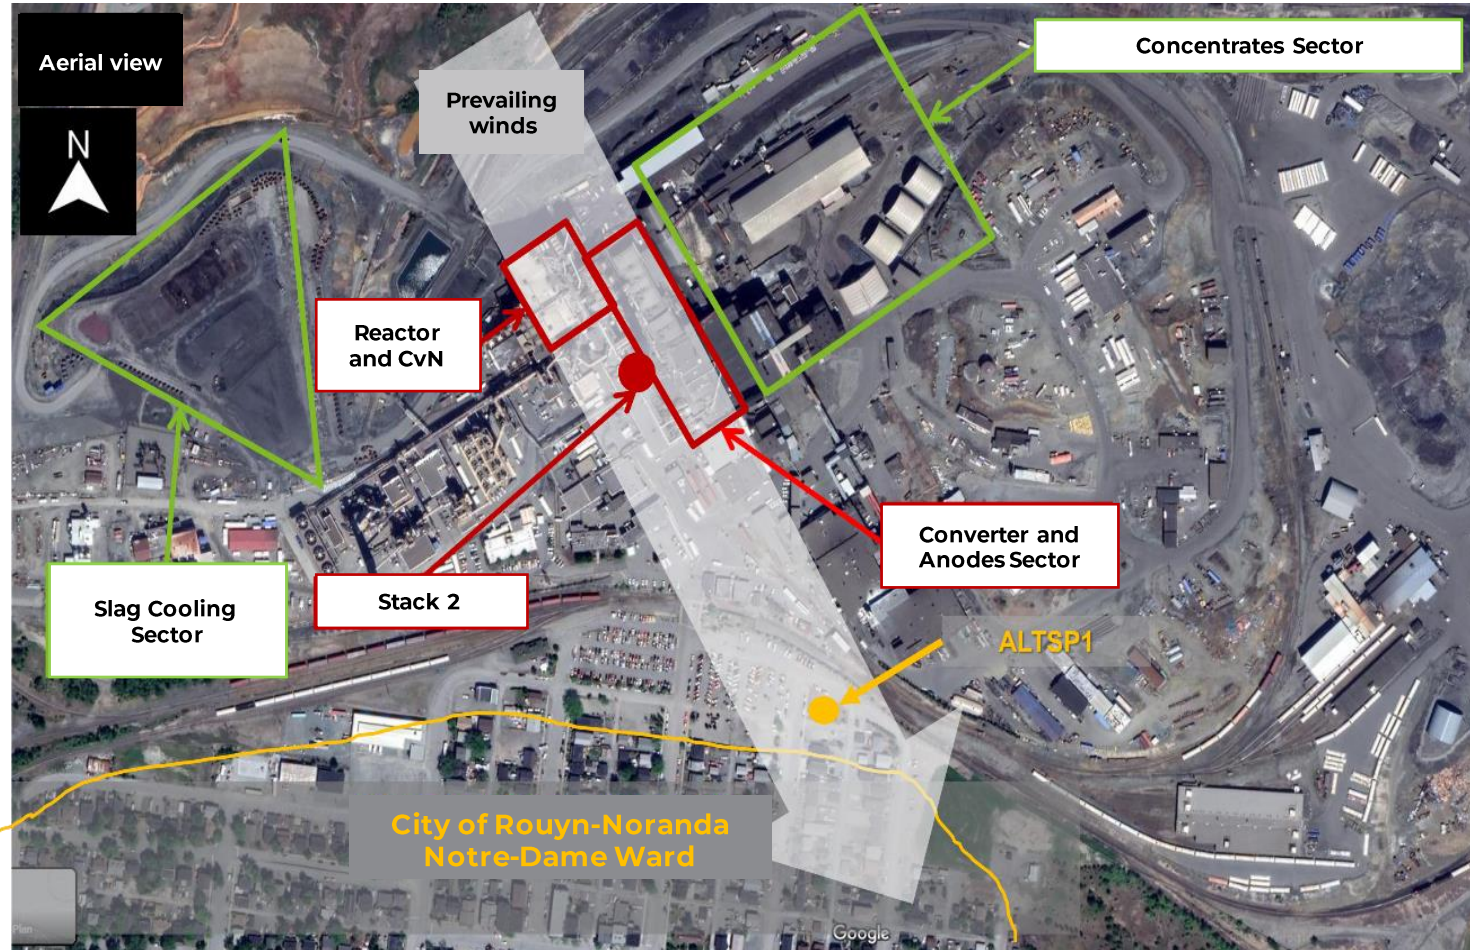 Aerial view
N
Prevailing
winds
Concentrates Sector
Reactor
and CvN
Converter and
Anodes Sector
Slag Cooling
Sector
Stack 2
ALTSP1
City of Rouyn-Noranda
Notre-Dame Ward
Plan
Google